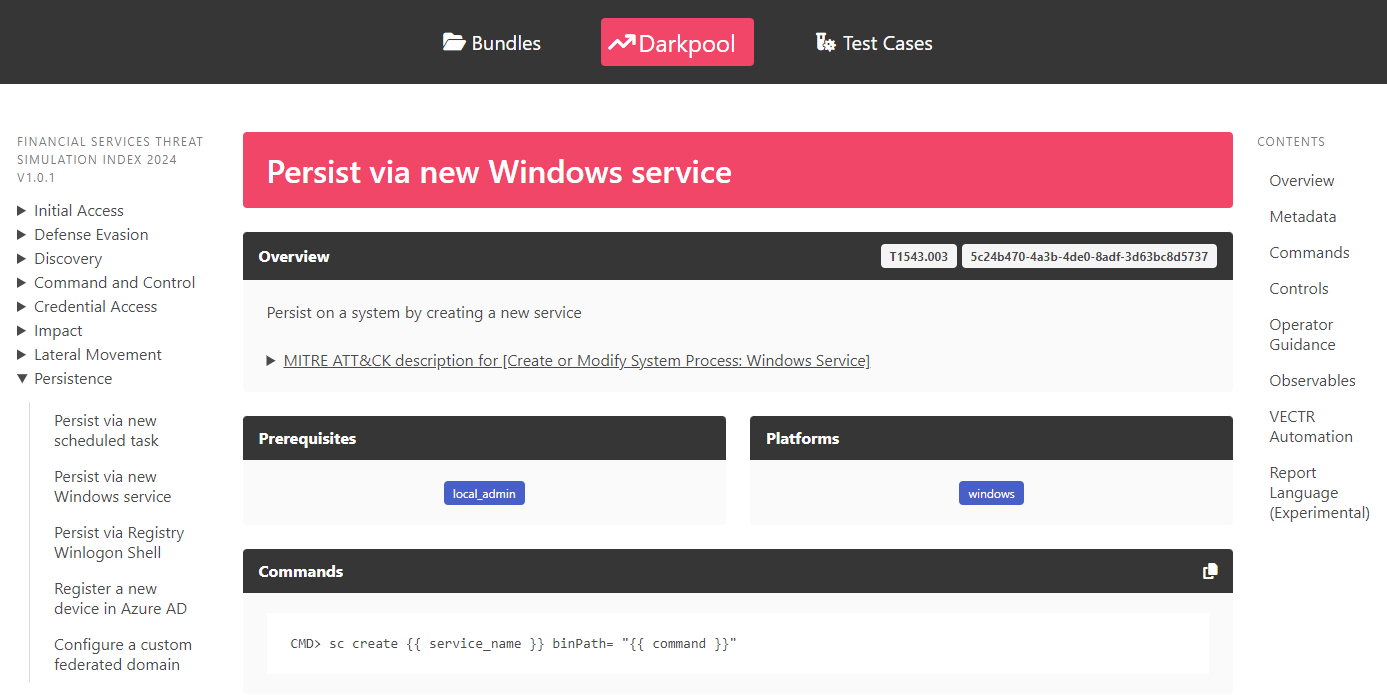 Bundles
Darkpool
Test Cases
FINANCIAL SERVICES THREAT
SIMULATION INDEX 2024
V1.0.1
Initial Access
Defense Evasion
Discovery
Command and Control
Credential Access
Impact
Lateral Movement
Persistence
Persist via new
scheduled task
Persist via new
Windows service
Persist via Registry
Winlogon Shell
Register a new
device in Azure AD
Configure a custom
federated domain
Persist via new Windows service
Overview
T1543.003
5c24b470-4a3b-4de0-8adf-3d63bc8d5737
Persist on a system by creating a new service
MITRE ATT&CK description for [Create or Modify System Process: Windows Service]
Prerequisites
local_admin
Platforms
windows
Commands
CMD> sc create {{ service_name }} binPath= "{{ command }}"
CONTENTS
Overview
Metadata
Commands
Controls
Operator
Guidance
Observables
VECTR
Automation
Report
Language
(Experimental)